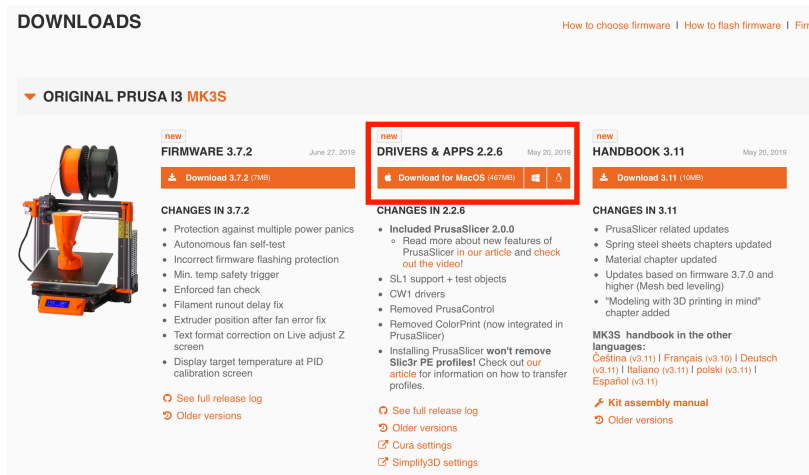 DOWNLOADS
How to choose firmware I How to flash firmware I
ORIGINAL PRUSA I3 MK3S
new
FIRMWARE 3.7.2 June 27, 2019
Download 3.7.2 (7MB)
CHANGES IN 3.7.2
• Protection against multiple power panics
• Autonomous fan self-test
• Incorrect firmware flashing protection
• Min. temp safety trigger
• Enforced fan check
• Filament runout delay fix
• Extruder position after fan error fix
• Text format correction on Live adjust Z
screen
• Display target temperature at PID
calibration screen
See full release log
Older versions
new
DRIVERS & APPS 2.2.6 May 20, 2019
Download for MacOS (467MB)
CHANGES IN 2.2.6
• Included PrusaSlicer 2.0.0
◦ Read more about new features of
PrusaSlicer in our article and check
out the video!
• SL1 support + test objects
• CW1 drivers
• Removed PrusaControl
• Removed ColorPrint (now integrated in
PrusaSlicer)
• Installing PrusaSlicer won't remove
Slic3r PE profiles! Check out our
article for information on how to transfer
profiles.
See full release log
Older versions
Cura settings
Simplify3D settings
new
HANDBOOK 3.11 May 20, 2019
Download 3.11 (10MB)
CHANGES IN 3.11
• PrusaSlicer related updates
• Spring steel sheets chapters updated
• Material chapter updated
• Updates based on firmware 3.7.0 and
higher (Mesh bed leveling)
• "Modeling with 3D printing in mind"
chapter added
MK3S handbook in the other
languages:
Čeština (v3.11) I Français (v3.10) I Deutsch
(v3.11) I Italiano (v3.11) I polski (v3.11) I
Español (v3.11)
Kit assembly manual
Older versions